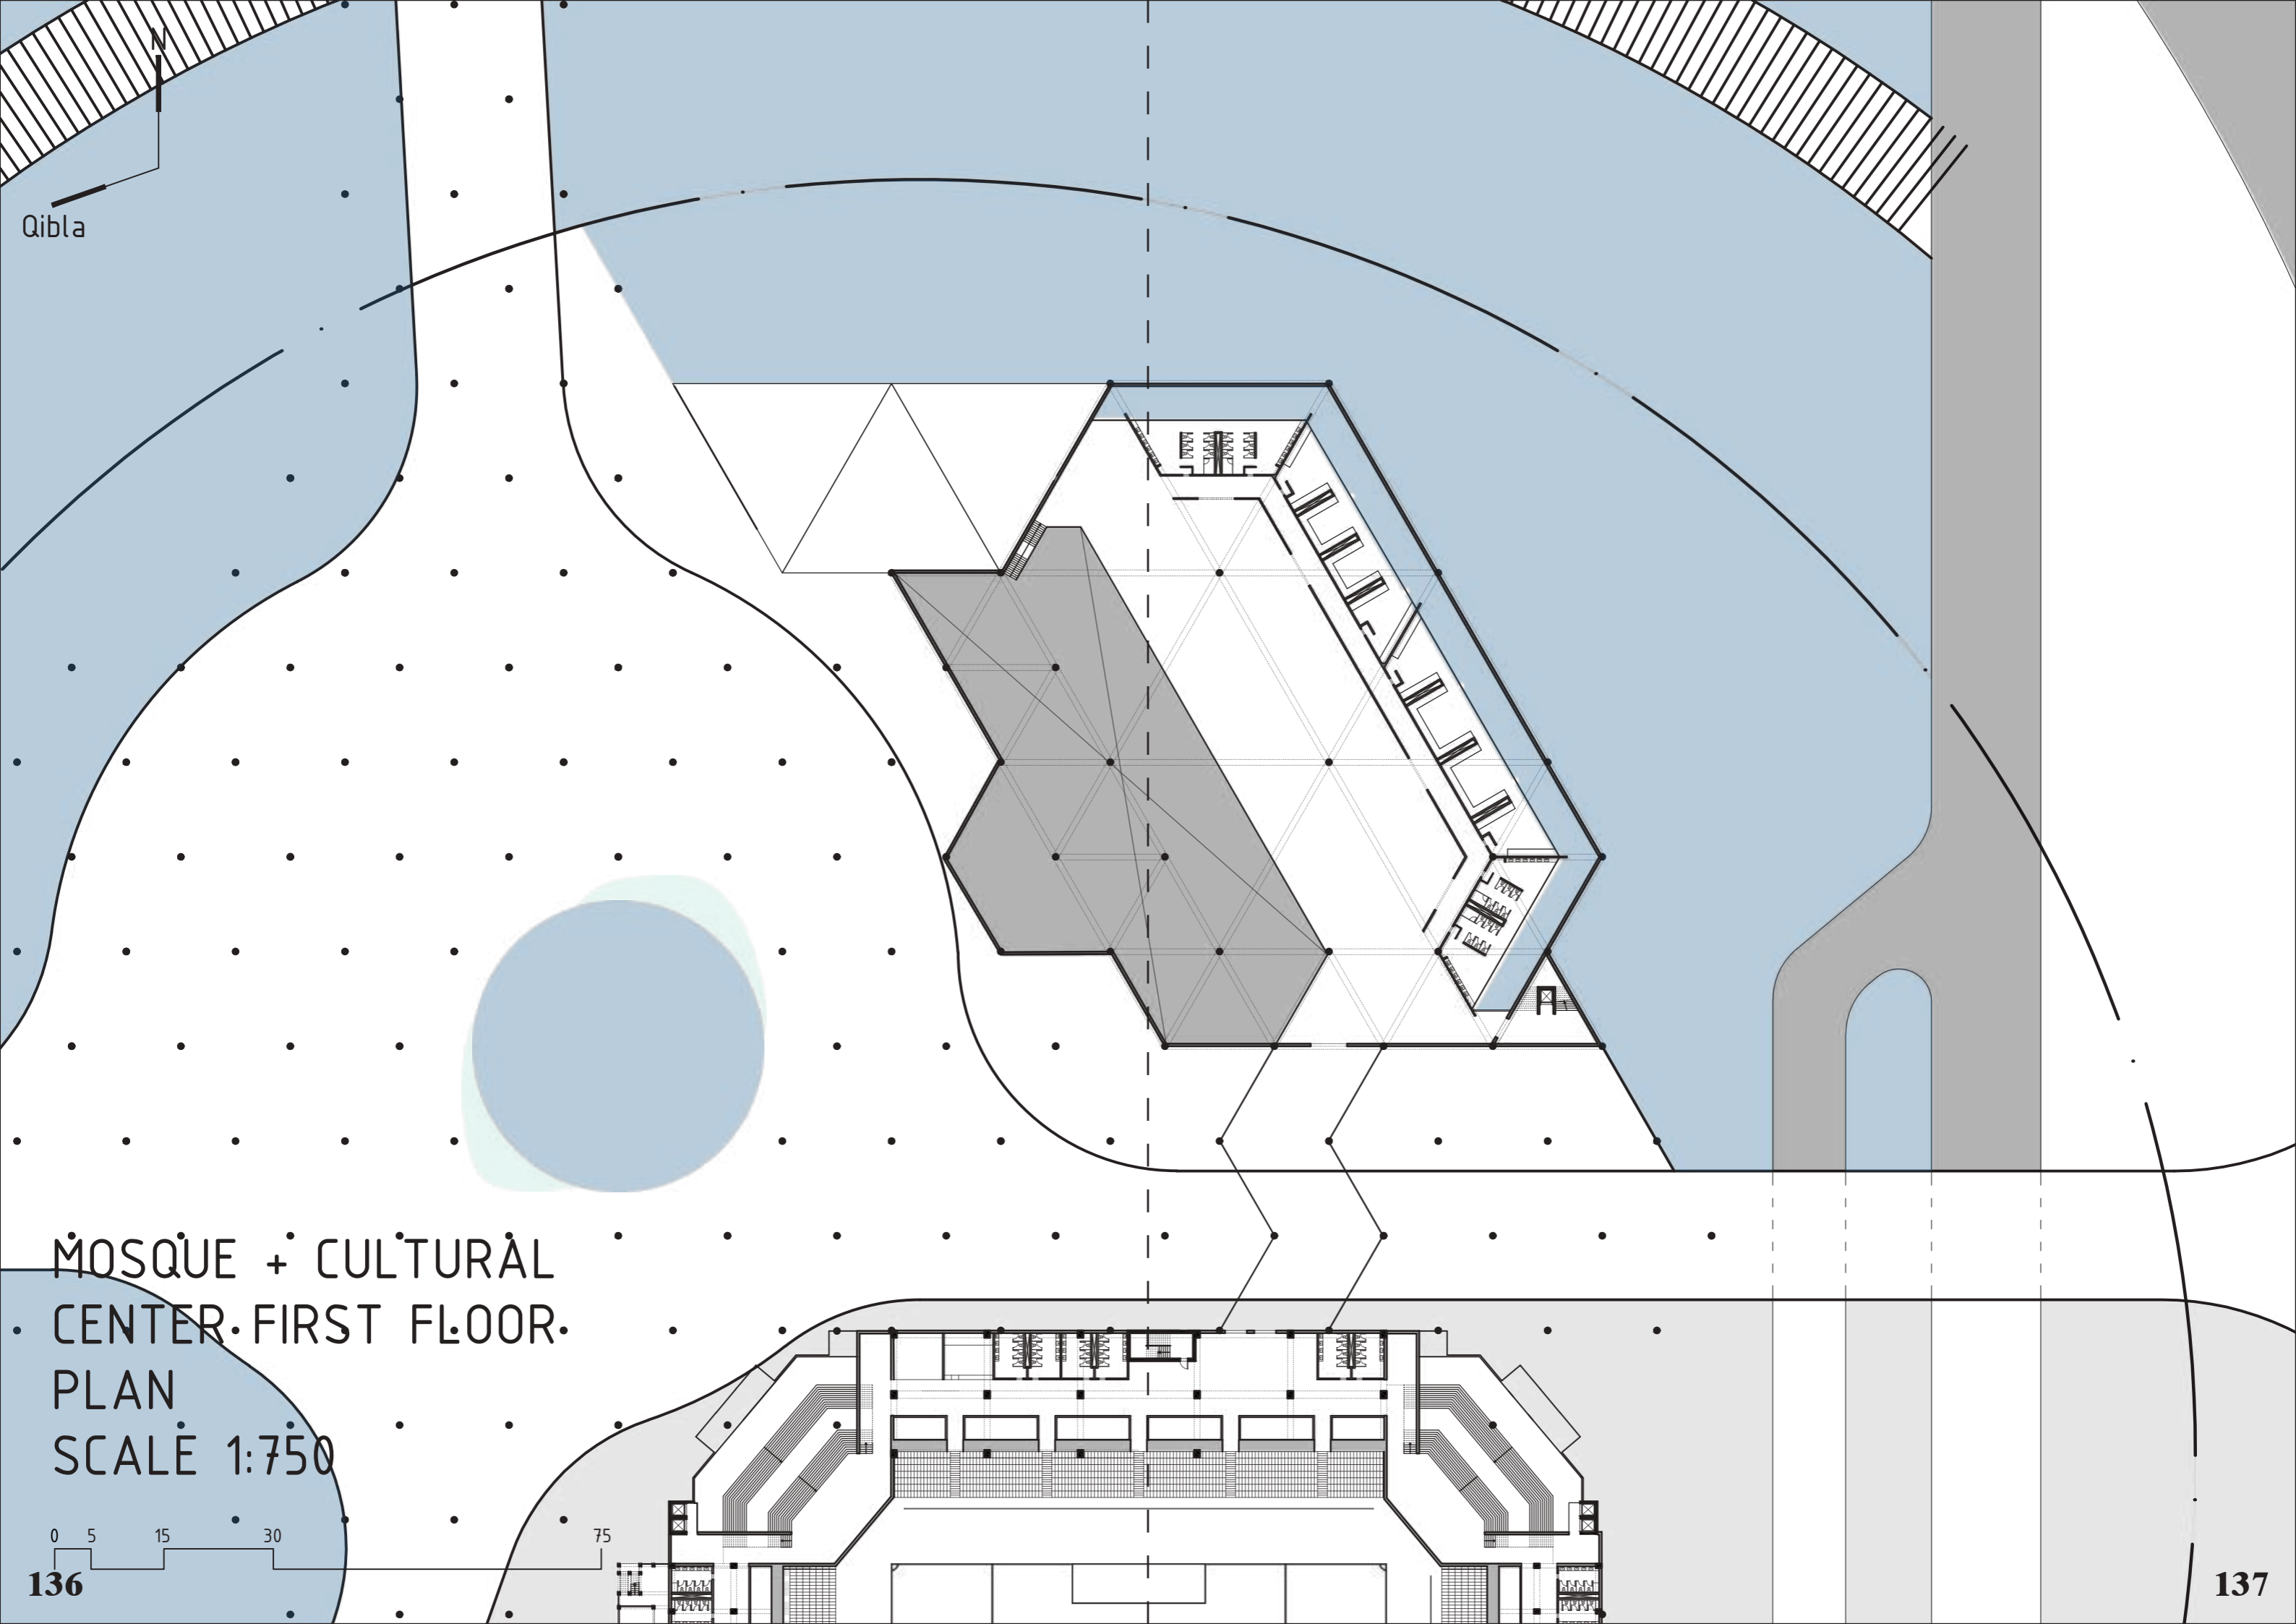 N
Qibla
MOSQUE + CULTURAL
CENTER FIRST FLOOR
PLAN
SCALE 1:750
0 5 15 30 75
136
137